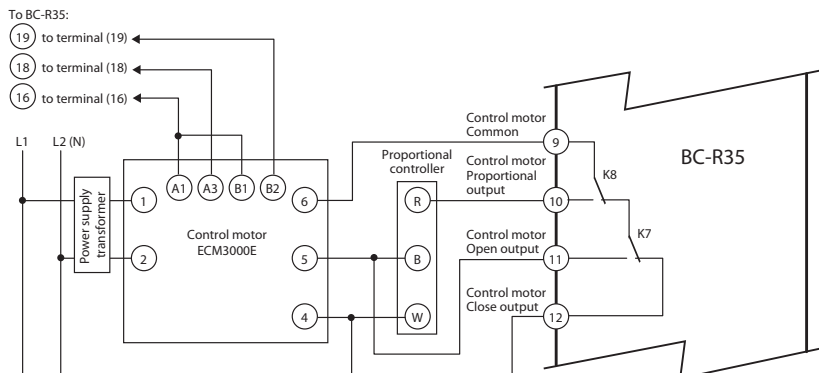 To BC-R35:
19 to terminal (19)
18 to terminal (18)
16 to terminal (16)
L1
L2 (N)
Power supply
transformer
1
2
A1
A3
B1
B2
Control motor
ECM3000E
6
5
4
Proportional
controller
R
B
W
Control motor
Common
9
Control motor
Proportional
output
10
Control motor
Open output
11
Control motor
Close output
12
K8
K7
BC-R35